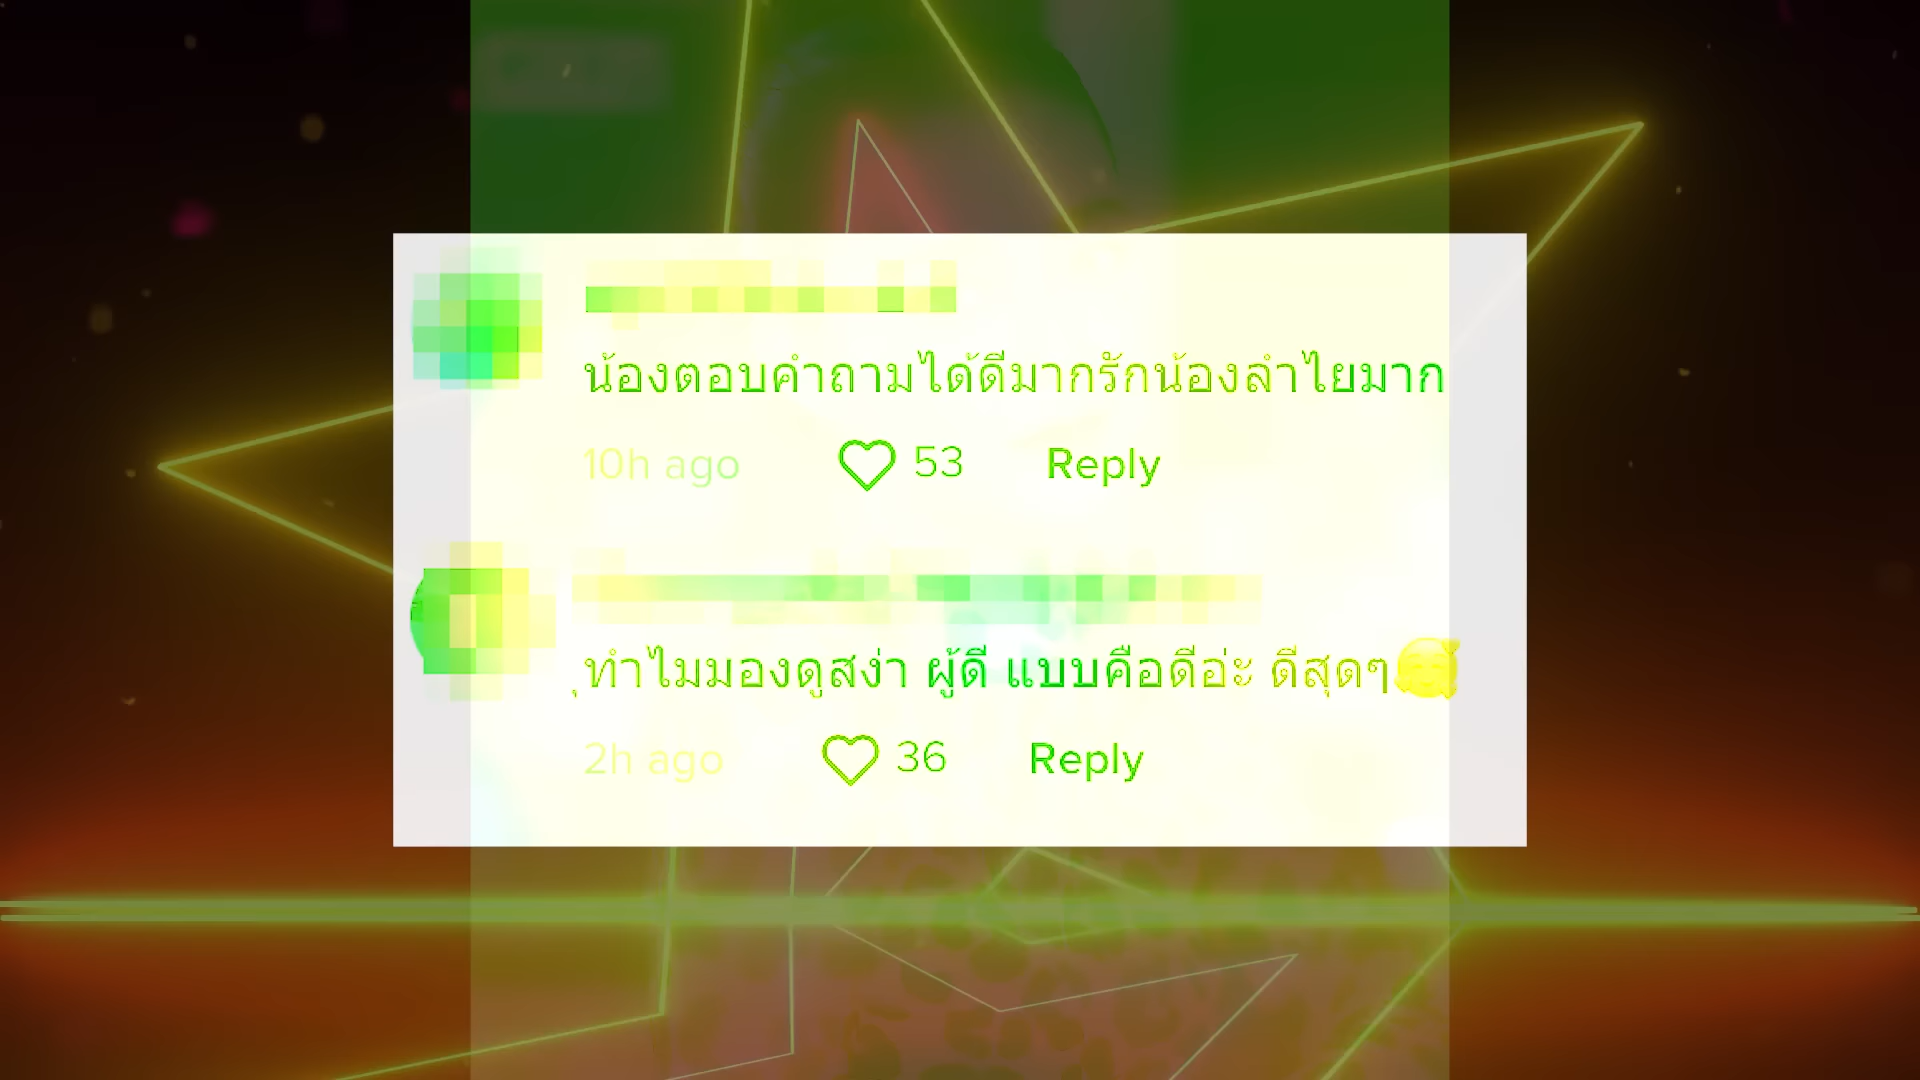 น้องตอบคำถามได้ดีมากรักน้องลำไยมาก
10h ago 53 Reply
ทำไมมองดูสง่า ผู้ดี แบบคือดีอ่ะ ดีสุดๆ🥰
2h ago 36 Reply